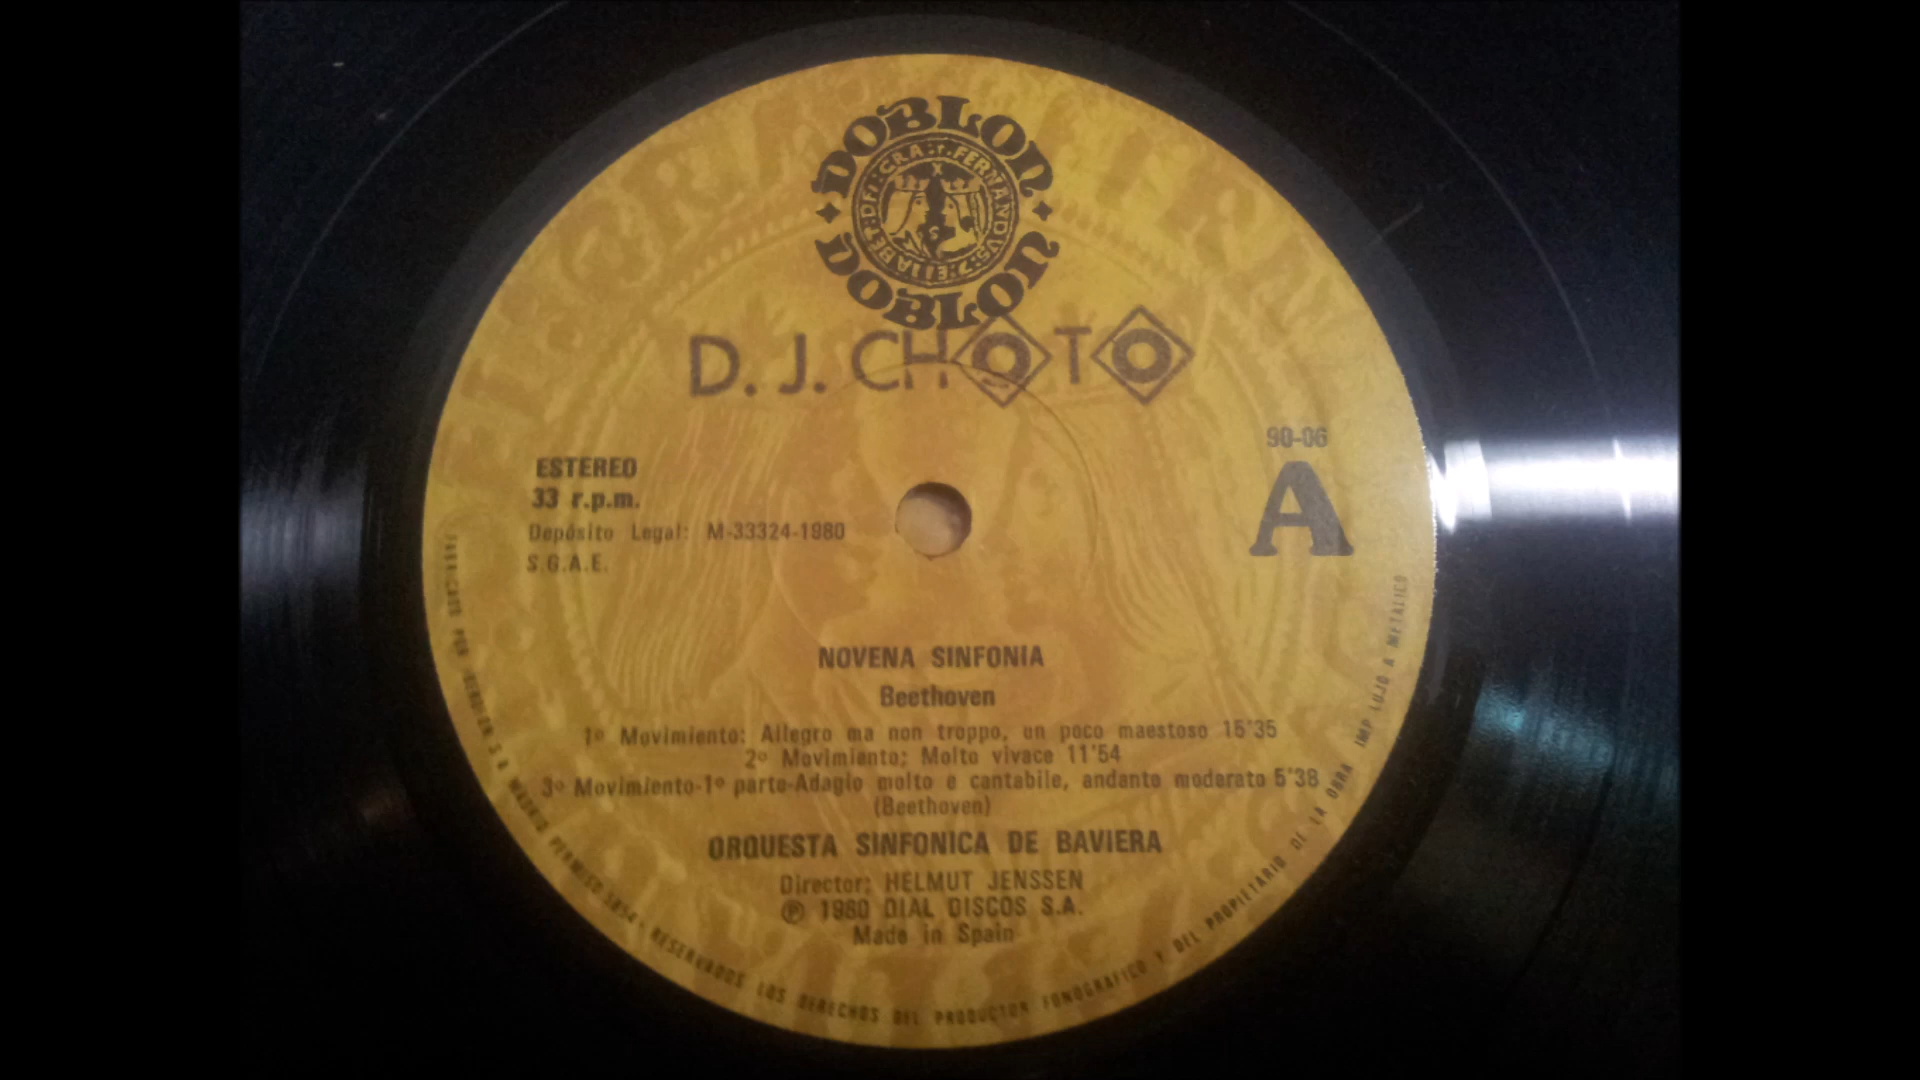 DOBLON
DOBLON
D. J. CHOTO
ESTEREO
33 r.p.m.
Depósito Legal: M-33324-1980
S.G.A.E.
90-06
A
NOVENA SINFONIA
Beethoven
1º Movimiento: Allegro ma non troppo, un poco maestoso 15'35
2º Movimiento: Molto vivace 11'54
3º Movimiento-1º parte-Adagio molto e cantabile, andante moderato 5'38
(Beethoven)
ORQUESTA SINFONICA DE BAVIERA
Director: HELMUT JENSSEN
℗ 1980 DIAL DISCOS S.A.
Made in Spain
MADRID PERMISO 5854 · RESERVADOS LOS DERECHOS DEL PRODUCTOR FONOGRAFICO Y DEL PROPIETARIO DE LA OBRA IMP LUJO A METALICO